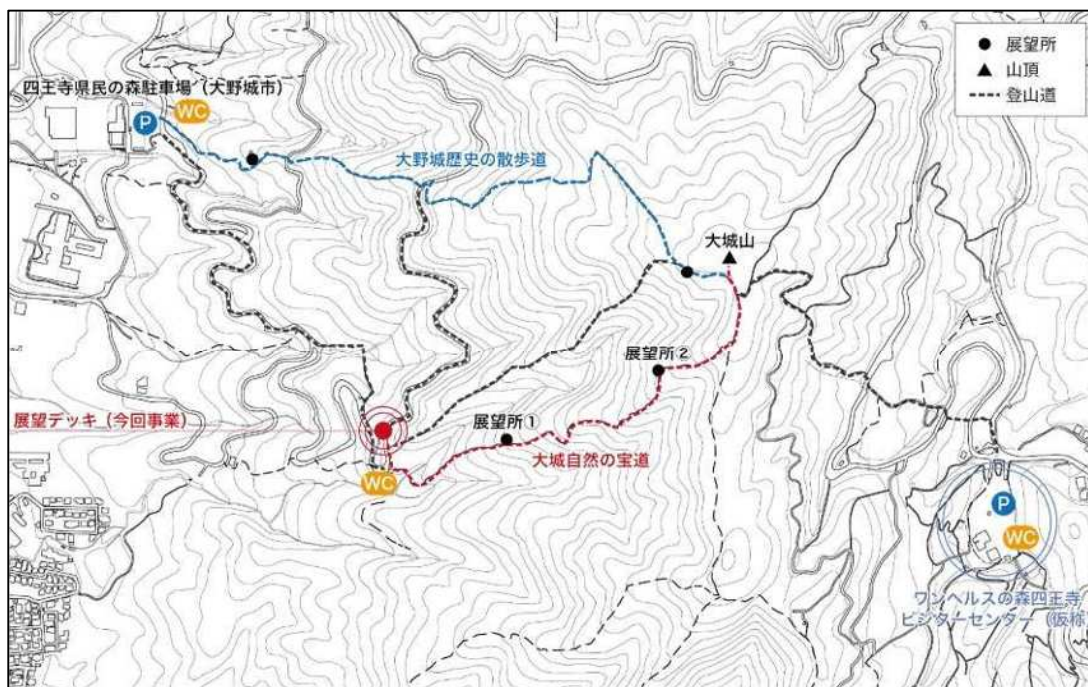 展望所
山頂
登山道
四王寺県民の森駐車場（大野城市）
WC
P
大野城歴史の散歩道
大城山
展望所②
展望デッキ（今回事業）
展望所①
大城自然の宝道
WC
P
WC
ワンヘルスの森四王寺
ビジターセンター（仮称